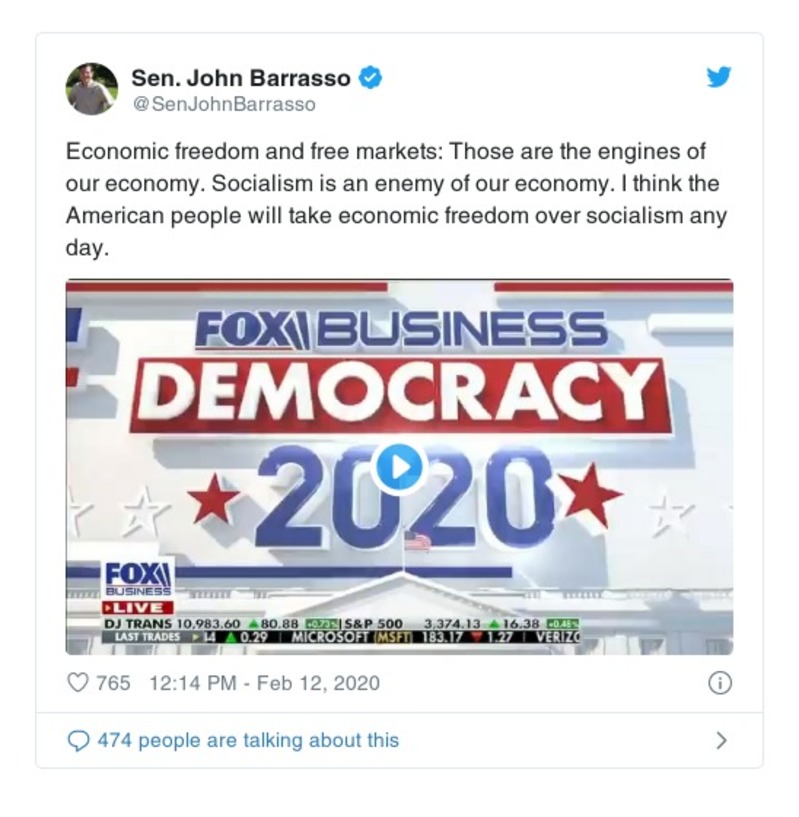 Sen. John Barrasso
@SenJohnBarrasso
Economic freedom and free markets: Those are the engines of
our economy. Socialism is an enemy of our economy. I think the
American people will take economic freedom over socialism any
day.
FOX BUSINESS
DEMOCRACY
2020
FOX
BUSINESS
LIVE
DJ TRANS 10,983.60 ▲80.88 +0.73% S&P 500 3,374.13 ▲16.38 +0.48%
LAST TRADES 14 ▲0.29 MICROSOFT (MSFT) 183.17 ▼1.27 VERIZO
765 12:14 PM - Feb 12, 2020
474 people are talking about this